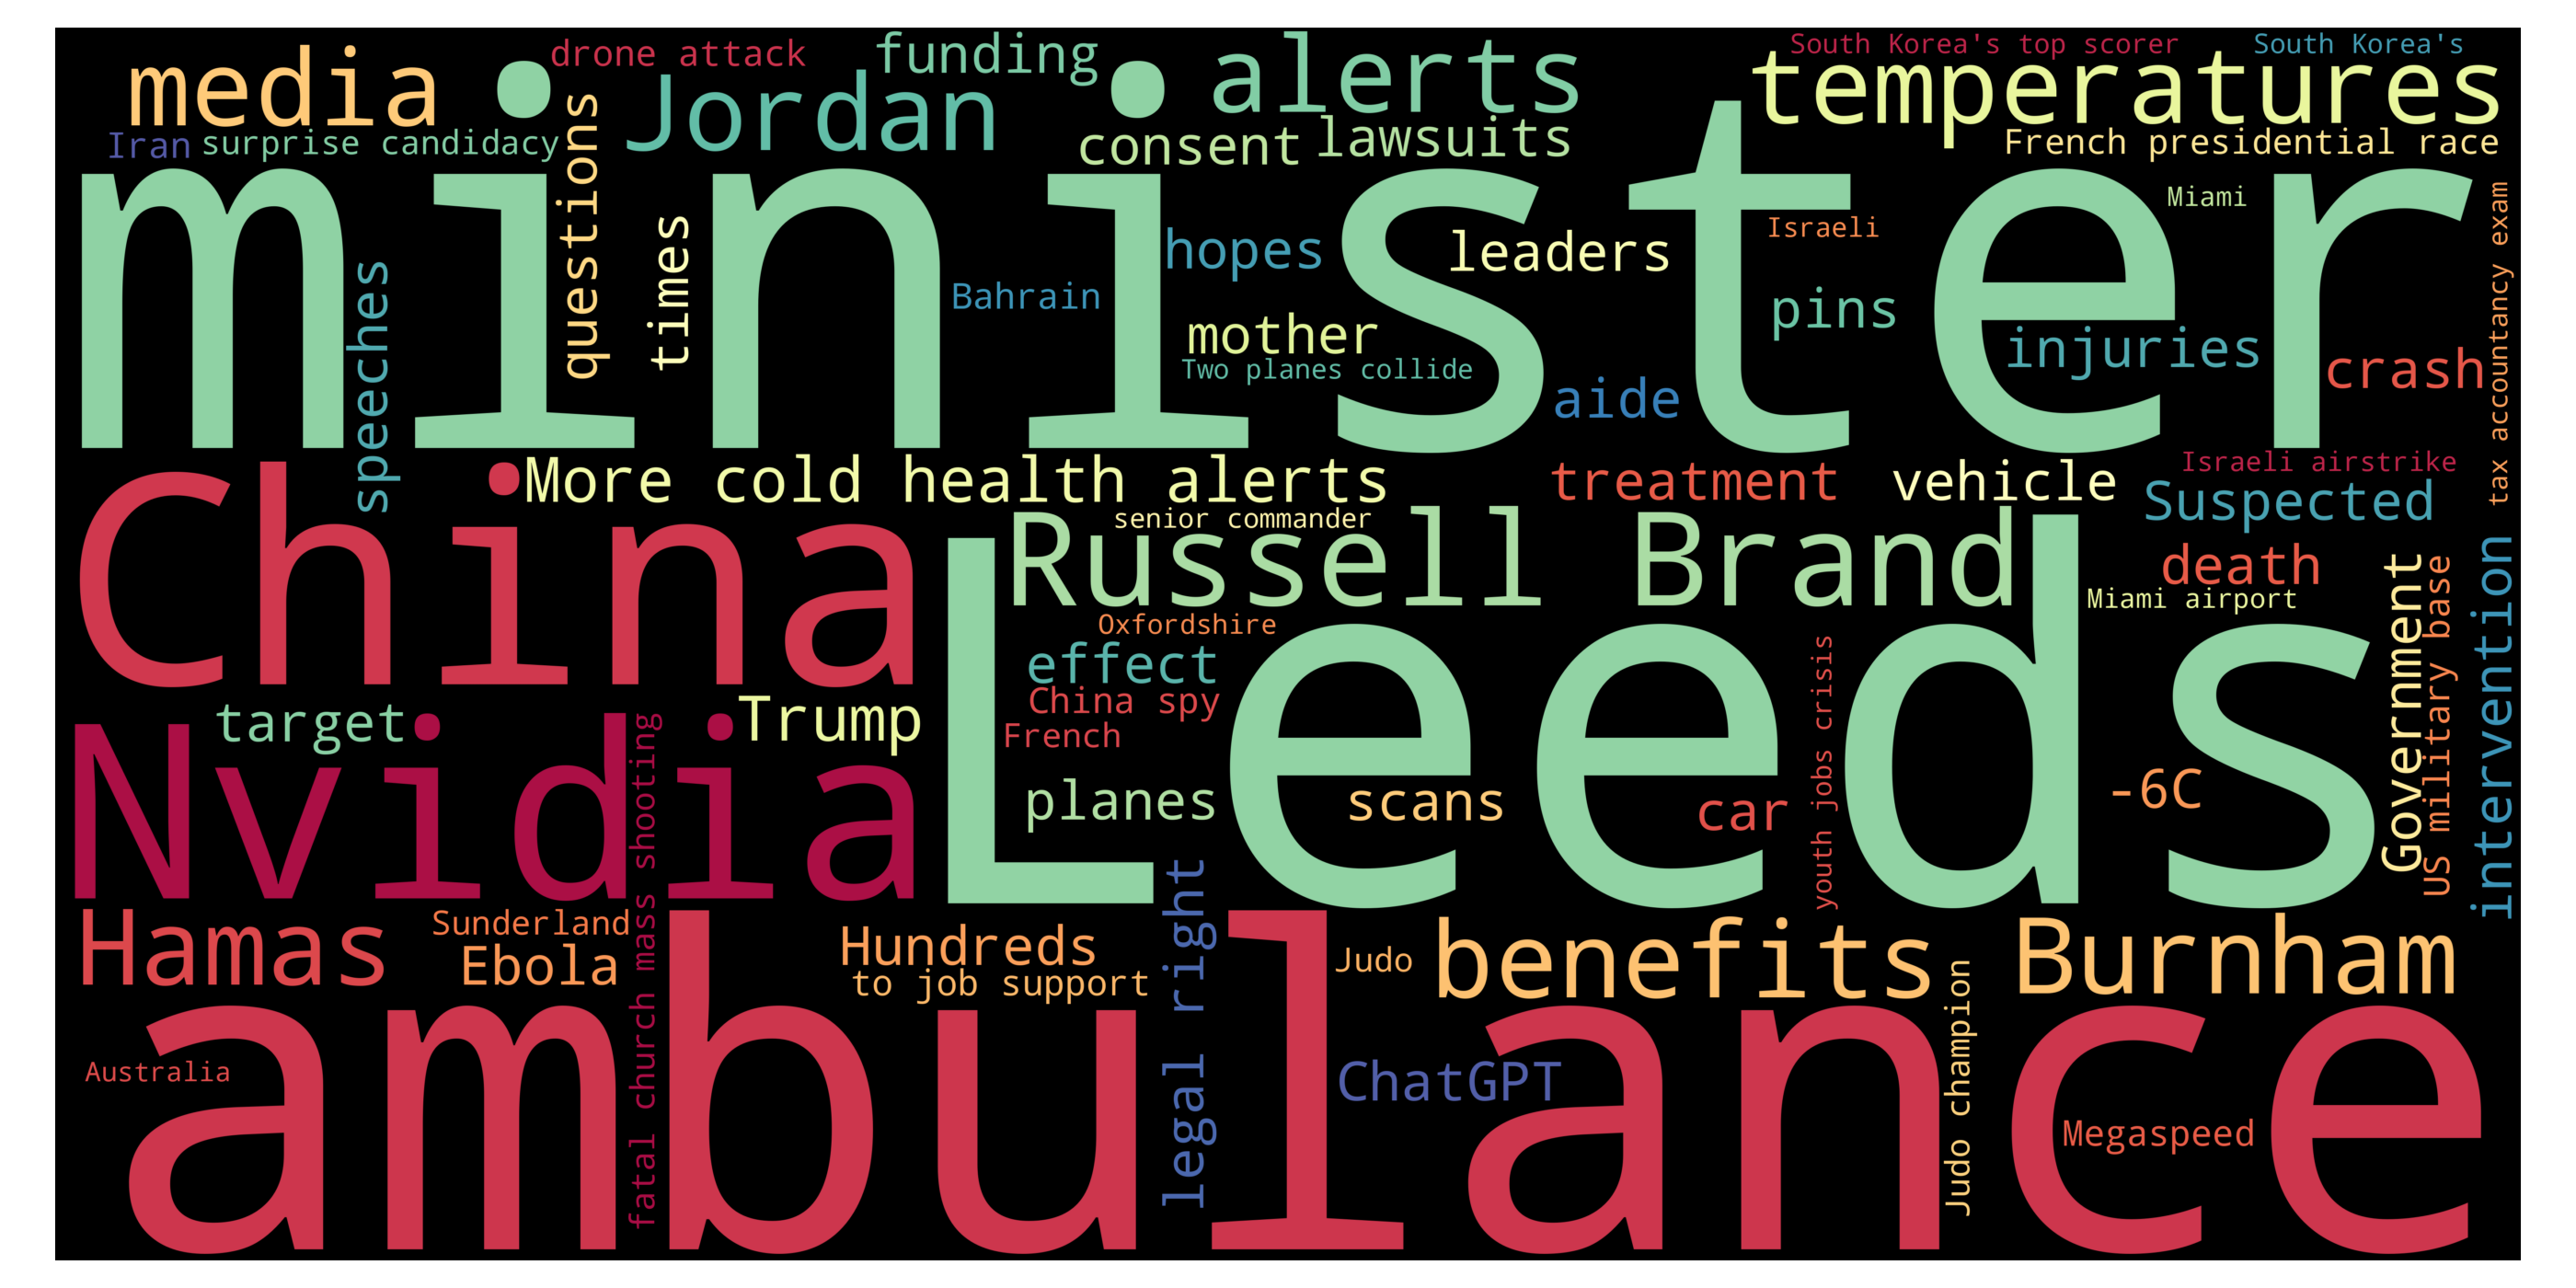 media
drone attack
funding
alerts
South Korea's top scorer
South Korea's
temperatures
Jordan
Iran
surprise candidacy
questions
consent
lawsuits
French presidential race
minister
Miami
tax accountancy exam
speeches
times
Bahrain
hopes
leaders
Israeli
pins
mother
Two planes collide
aide
injuries
crash
China
More cold health alerts
treatment
vehicle
Israeli airstrike
Suspected
senior commander
Russell Brand
death
Miami airport
Government
US military base
intervention
Leeds
Oxfordshire
effect
China spy
French
youth jobs crisis
target
Trump
Nvidia
planes
scans
car
-6C
fatal church mass shooting
Hamas
Sunderland
Ebola
Hundreds
to job support
legal right
Judo
benefits
Burnham
ambulance
Australia
ChatGPT
Judo champion
Megaspeed